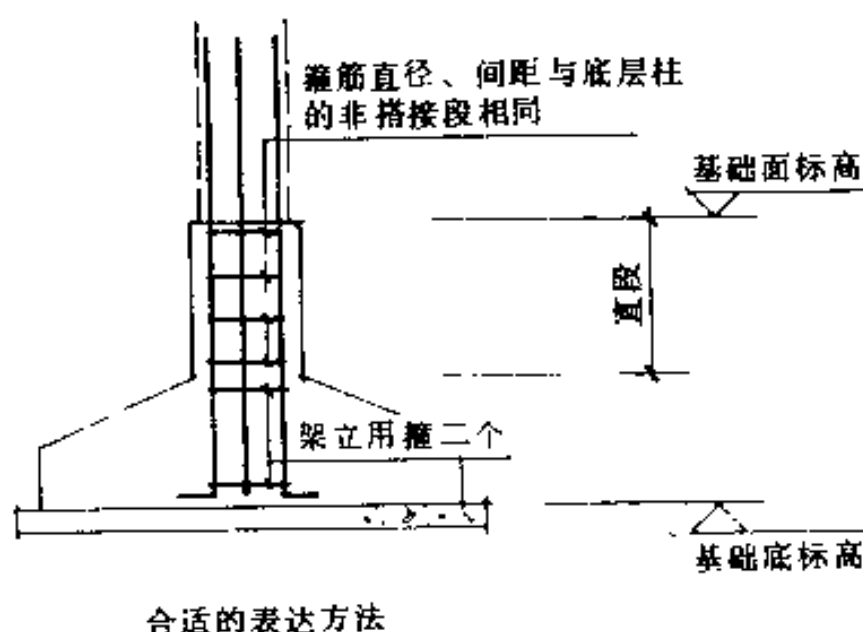 箍筋直径、间距与底层柱
的非搭接段相同
基础面标高
直段
架立用箍二个
基础底标高
合适的表达方法